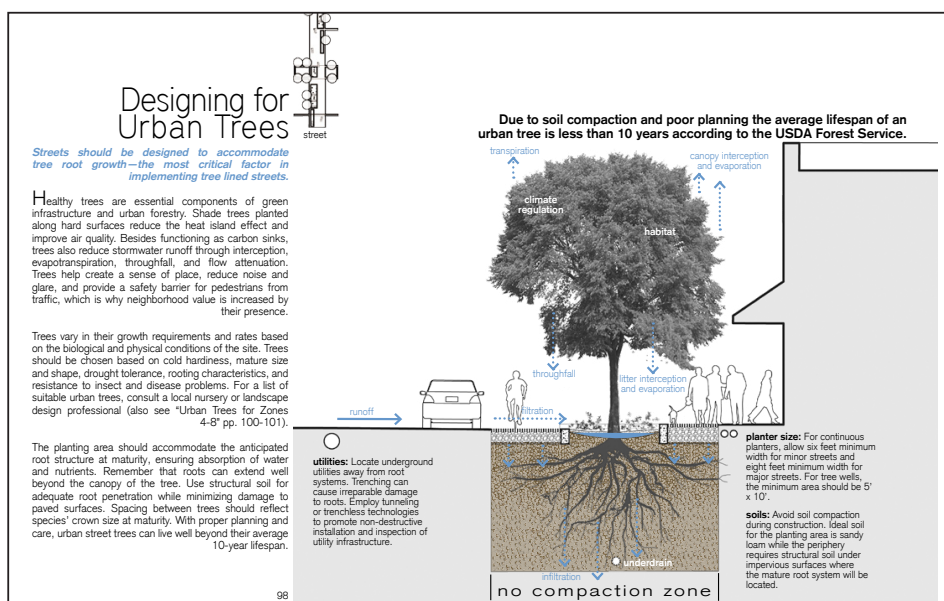 Designing for
Urban Trees
street
Streets should be designed to accommodate
tree root growth—the most critical factor in
implementing tree lined streets.
Healthy trees are essential components of green
infrastructure and urban forestry. Shade trees planted
along hard surfaces reduce the heat island effect and
improve air quality. Besides functioning as carbon sinks,
trees also reduce stormwater runoff through interception,
evapotranspiration, throughfall, and flow attenuation.
Trees help create a sense of place, reduce noise and
glare, and provide a safety barrier for pedestrians from
traffic, which is why neighborhood value is increased by
their presence.
Trees vary in their growth requirements and rates based
on the biological and physical conditions of the site. Trees
should be chosen based on cold hardiness, mature size
and shape, drought tolerance, rooting characteristics, and
resistance to insect and disease problems. For a list of
suitable urban trees, consult a local nursery or landscape
design professional (also see “Urban Trees for Zones
4-8” pp. 100-101).
The planting area should accommodate the anticipated
root structure at maturity, ensuring absorption of water
and nutrients. Remember that roots can extend well
beyond the canopy of the tree. Use structural soil for
adequate root penetration while minimizing damage to
paved surfaces. Spacing between trees should reflect
species’ crown size at maturity. With proper planning and
care, urban street trees can live well beyond their average
10-year lifespan.
98
Due to soil compaction and poor planning the average lifespan of an
urban tree is less than 10 years according to the USDA Forest Service.
transpiration
canopy interception
and evaporation
climate
regulation
habitat
throughfall
litter interception
and evaporation
runoff
filtration
utilities: Locate underground
utilities away from root
systems. Trenching can
cause irreparable damage
to roots. Employ tunneling
or trenchless technologies
to promote non-destructive
installation and inspection of
utility infrastructure.
planter size: For continuous
planters, allow six feet minimum
width for minor streets and
eight feet minimum width for
major streets. For tree wells,
the minimum area should be 5’
x 10’.
soils: Avoid soil compaction
during construction. Ideal soil
for the planting area is sandy
loam while the periphery
requires structural soil under
impervious surfaces where
the mature root system will be
located.
underdrain
infiltration
no compaction zone